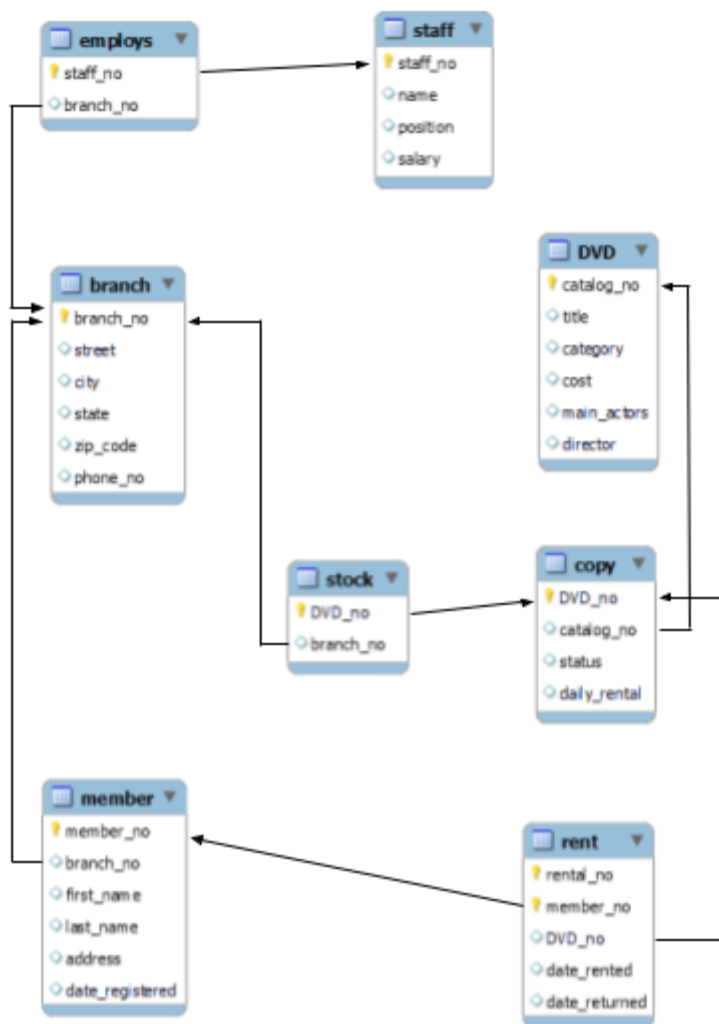 employs
staff_no
branch_no
staff
staff_no
name
position
salary
branch
branch_no
street
city
state
zip_code
phone_no
DVD
catalog_no
title
category
cost
main_actors
director
stock
DVD_no
branch_no
copy
DVD_no
catalog_no
status
daily_rental
member
member_no
branch_no
first_name
last_name
address
date_registered
rent
rental_no
member_no
DVD_no
date_rented
date_returned